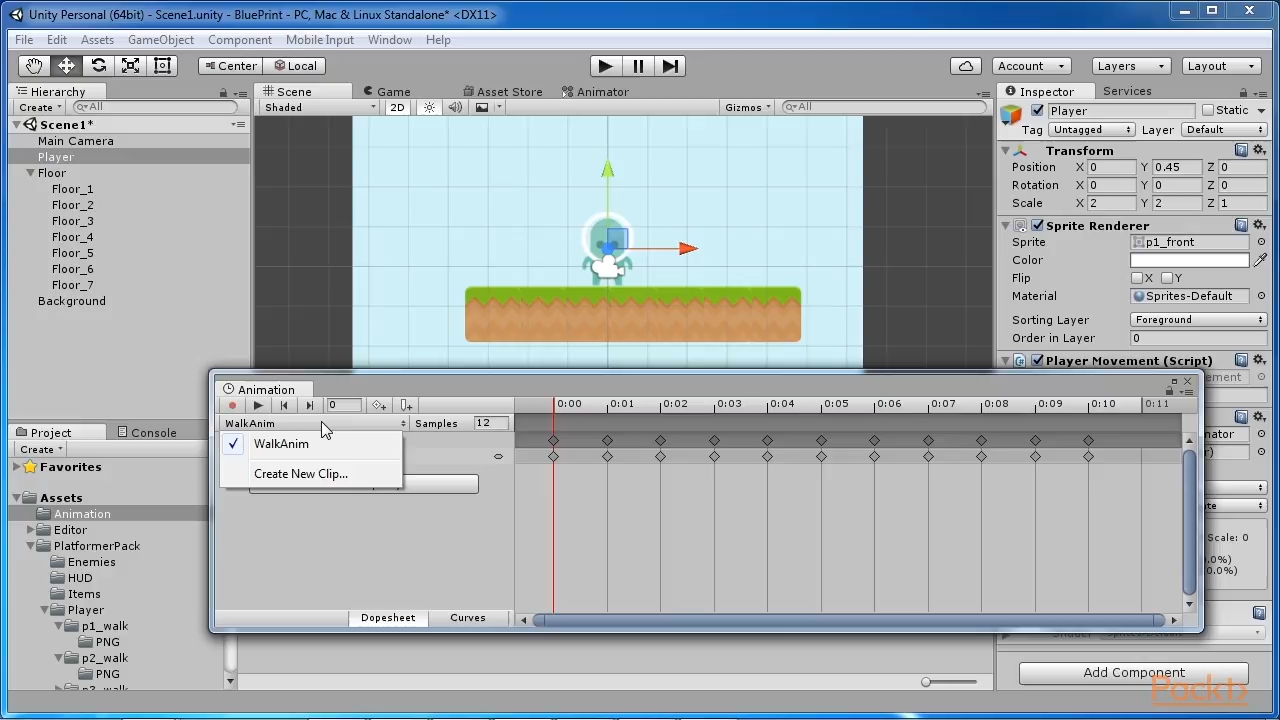 Unity Personal (64bit) - Scene1.unity - BluePrint - PC, Mac & Linux Standalone* <DX11>
File Edit Assets GameObject Component Mobile Input Window Help
Center Local Account Layers Layout
Hierarchy
Create All
Scene1*
Main Camera
Player
Floor
Floor_1
Floor_2
Floor_3
Floor_4
Floor_5
Floor_6
Floor_7
Background
Scene Game Asset Store Animator
Shaded 2D Gizmos All
Inspector Services
Player Static
Tag Untagged Layer Default
Transform
Position X 0 Y 0.45 Z 0
Rotation X 0 Y 0 Z 0
Scale X 2 Y 2 Z 1
Sprite Renderer
Sprite p1_front
Color
Flip X Y
Material Sprites-Default
Sorting Layer Foreground
Order in Layer 0
Player Movement (Script)
Animation
0 0:00 0:01 0:02 0:03 0:04 0:05 0:06 0:07 0:08 0:09 0:10 0:11
WalkAnim Samples 12
WalkAnim
Create New Clip...
Dopesheet Curves
Project Console
Create
Favorites
Assets
Animation
Editor
PlatformerPack
Enemies
HUD
Items
Player
p1_walk
PNG
p2_walk
PNG
Scale: 0
Add Component
Packt